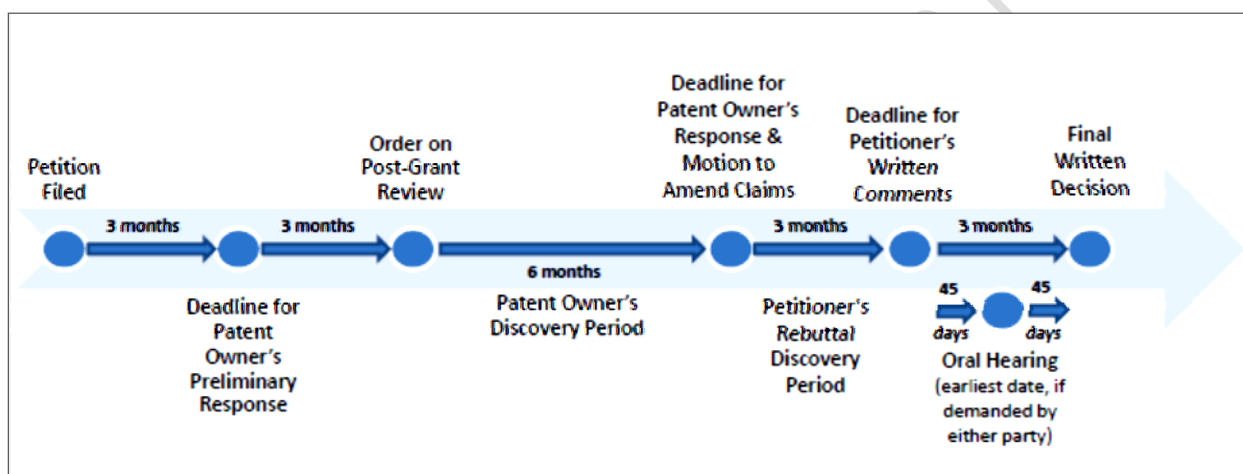 Petition
Filed
3 months
Deadline for
Patent
Owner's
Preliminary
Response
3 months
Order on
Post-Grant
Review
6 months
Patent Owner's
Discovery Period
Deadline for
Patent Owner's
Response &
Motion to
Amend Claims
3 months
Petitioner's
Rebuttal
Discovery
Period
Deadline for
Petitioner's
Written
Comments
3 months
45
days
45
days
Oral Hearing
(earliest date, if
demanded by
either party)
Final
Written
Decision